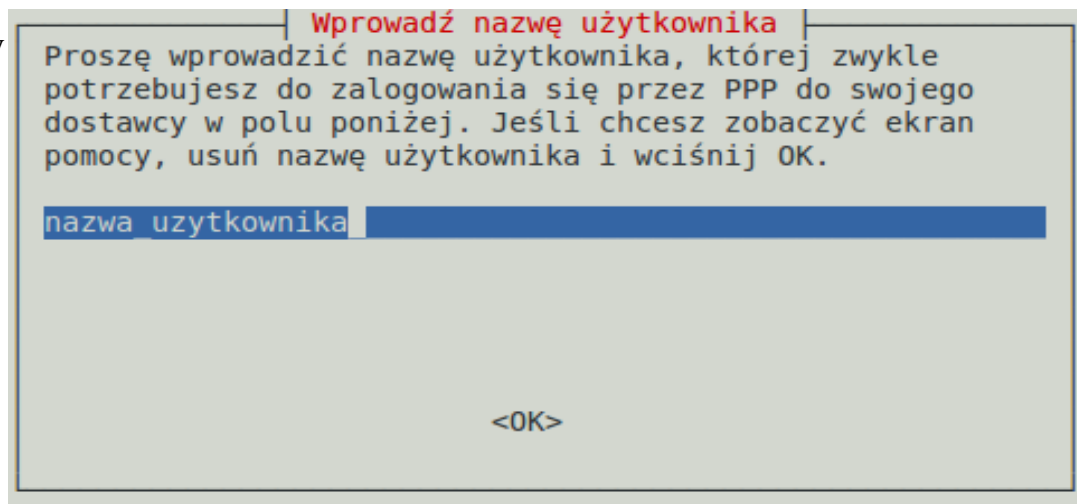 Wprowadź nazwę użytkownika
Proszę wprowadzić nazwę użytkownika, której zwykle
potrzebujesz do zalogowania się przez PPP do swojego
dostawcy w polu poniżej. Jeśli chcesz zobaczyć ekran
pomocy, usuń nazwę użytkownika i wciśnij OK.
nazwa_uzytkownika
<OK>